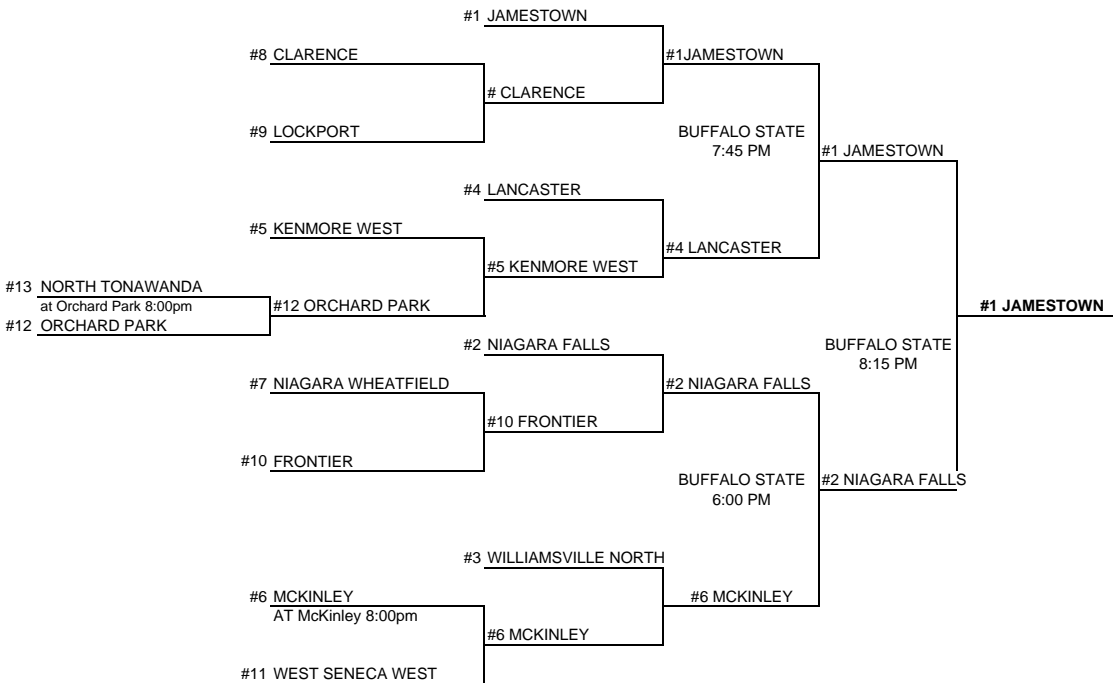 #1 JAMESTOWN
#8 CLARENCE
#1JAMESTOWN
# CLARENCE
#9 LOCKPORT
BUFFALO STATE
7:45 PM
#1 JAMESTOWN
#4 LANCASTER
#5 KENMORE WEST
#4 LANCASTER
#5 KENMORE WEST
#13 NORTH TONAWANDA
at Orchard Park 8:00pm
#12 ORCHARD PARK
#12 ORCHARD PARK
#1 JAMESTOWN
#2 NIAGARA FALLS
BUFFALO STATE
8:15 PM
#7 NIAGARA WHEATFIELD
#2 NIAGARA FALLS
#10 FRONTIER
#10 FRONTIER
BUFFALO STATE
6:00 PM
#2 NIAGARA FALLS
#3 WILLIAMSVILLE NORTH
#6 MCKINLEY
AT McKinley 8:00pm
#6 MCKINLEY
#6 MCKINLEY
#11 WEST SENECA WEST